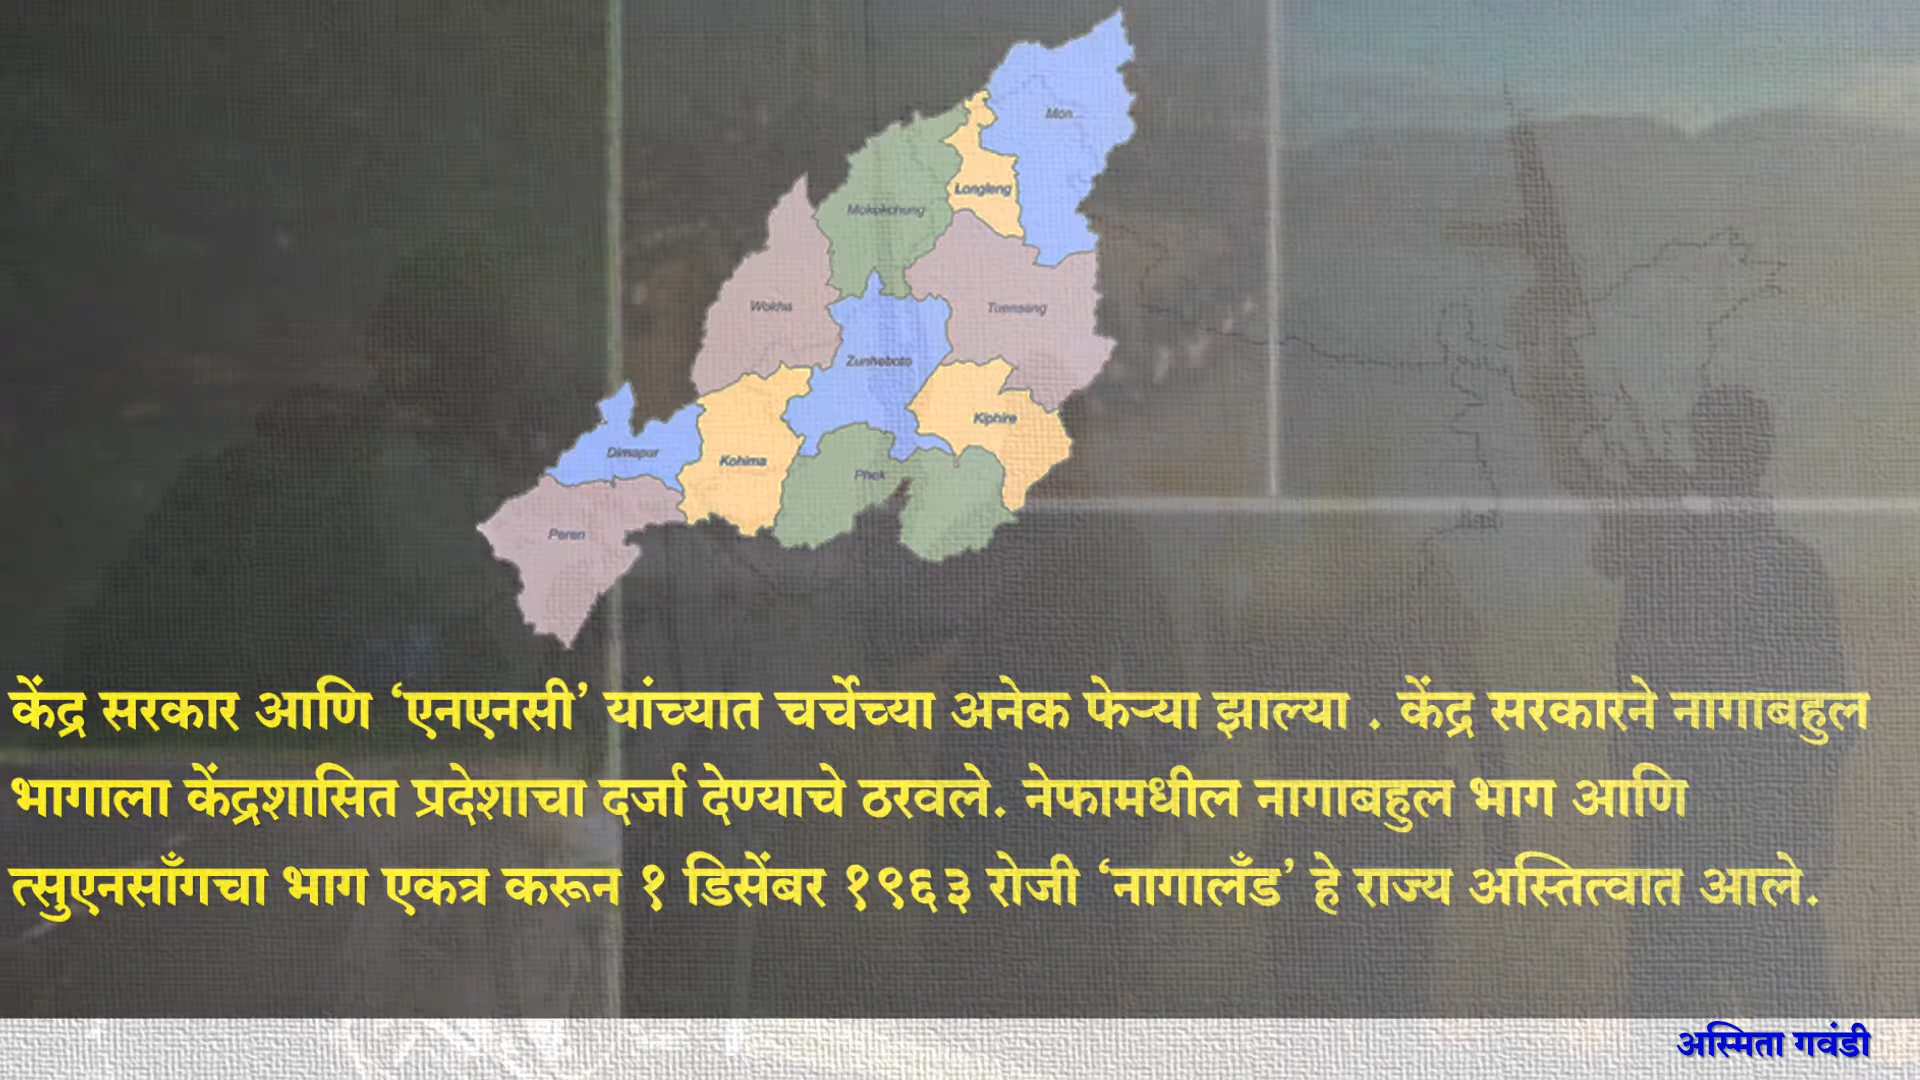 Mon
Longleng
Mokokchung
Wokha
Tuensang
Zunheboto
Kiphire
Dimapur
Kohima
Phek
Peren
केंद्र सरकार आणि ‘एनएनसी’ यांच्यात चर्चेच्या अनेक फेऱ्या झाल्या . केंद्र सरकारने नागाबहुल
भागाला केंद्रशासित प्रदेशाचा दर्जा देण्याचे ठरवले. नेफामधील नागाबहुल भाग आणि
त्सुएनसाँगचा भाग एकत्र करून १ डिसेंबर १९६३ रोजी ‘नागालँड’ हे राज्य अस्तित्वात आले.
अस्मिता गवंडी